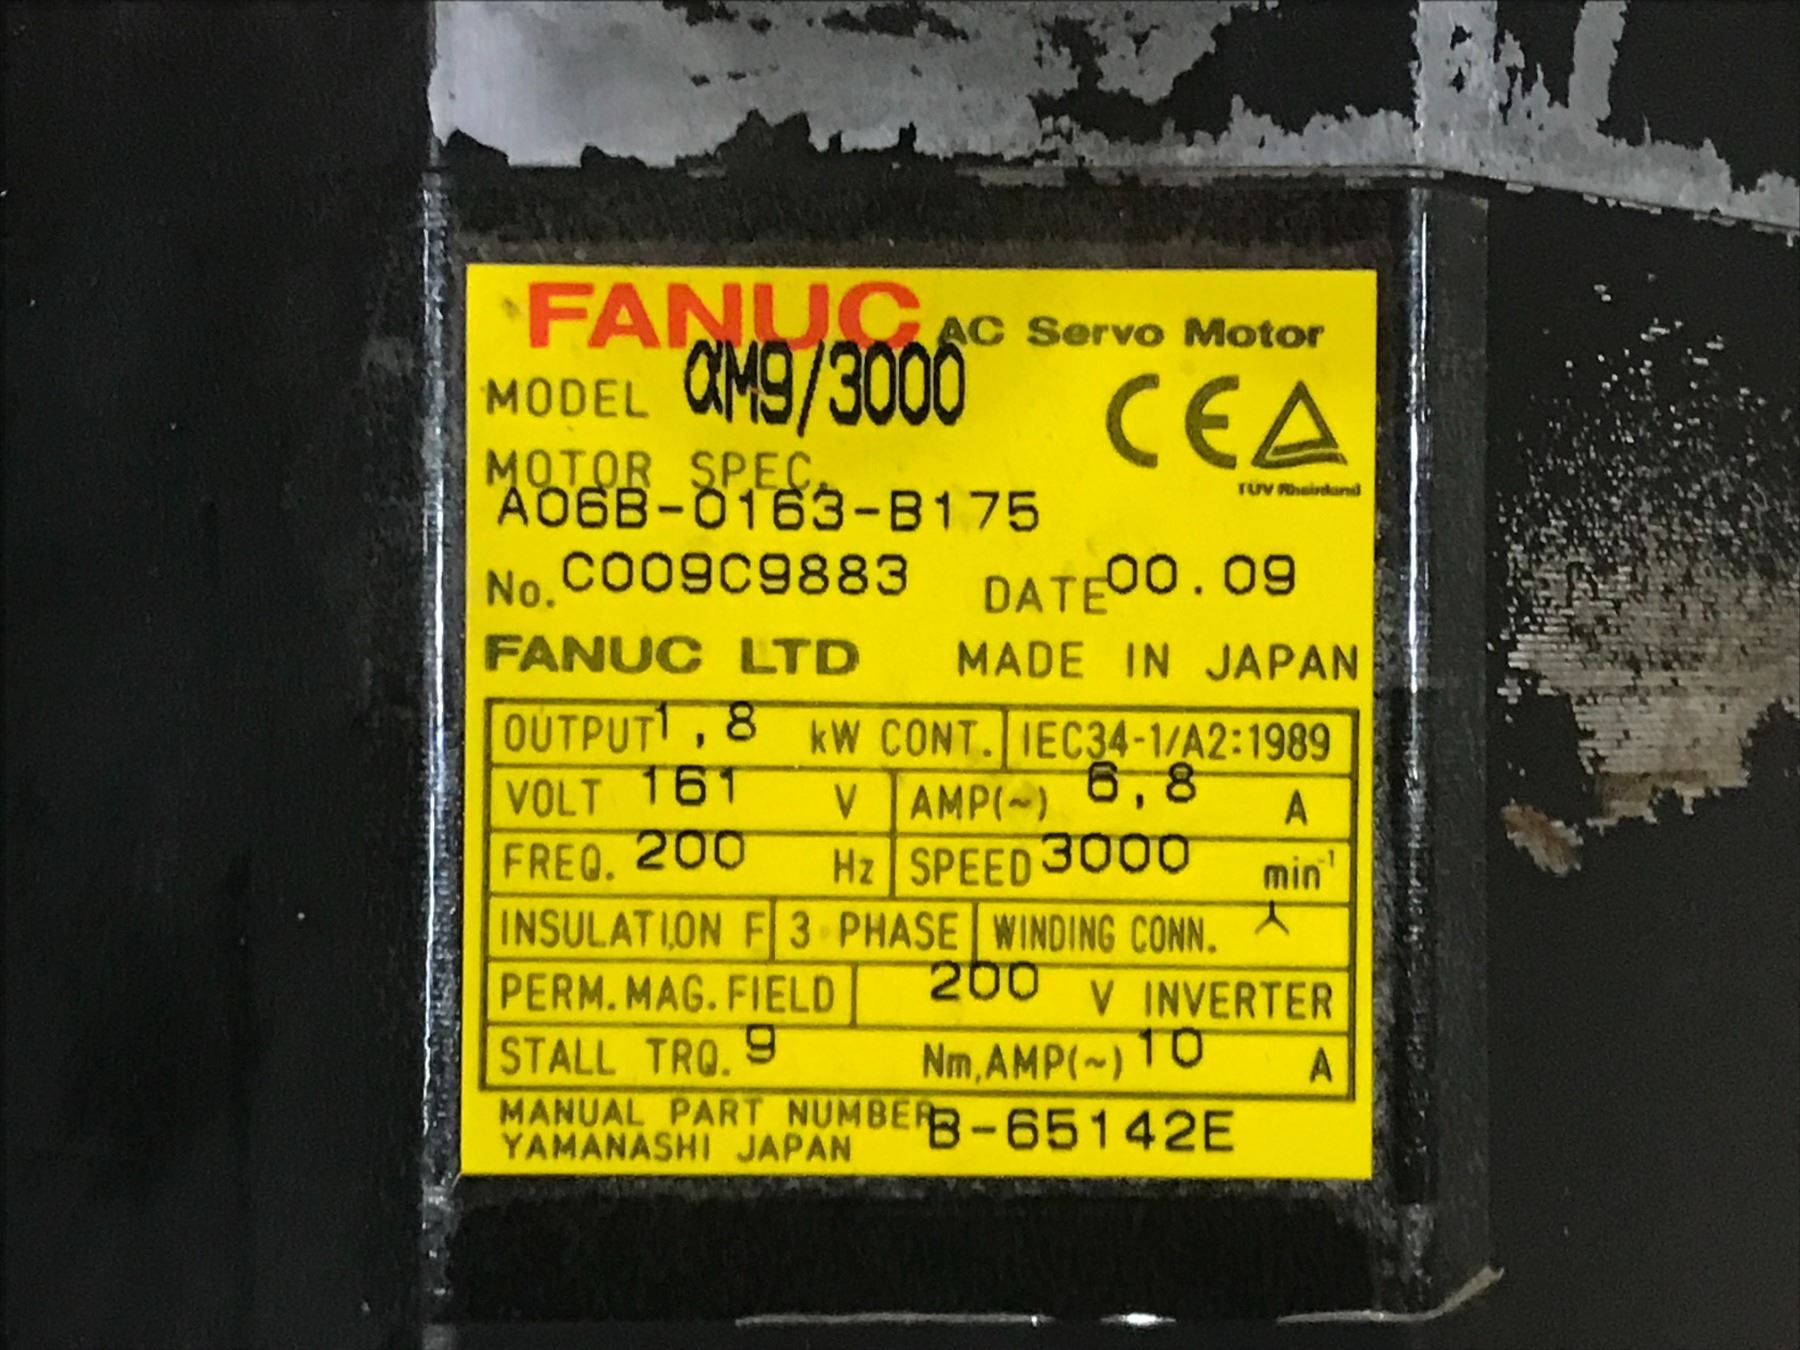 FANUC AC Servo Motor
MODEL αM9/3000
TÜV Rheinland
MOTOR SPEC.
A06B-0163-B175
No. C009C9883 DATE 00.09
FANUC LTD MADE IN JAPAN
OUTPUT 1,8 kW CONT. IEC34-1/A2:1989
VOLT 161 V AMP(~) 6,8 A
FREQ. 200 Hz SPEED 3000 min-1
INSULATION F 3-PHASE WINDING CONN.
PERM.MAG.FIELD 200 V INVERTER
STALL TRQ. 9 Nm,AMP(~) 10 A
MANUAL PART NUMBER B-65142E
YAMANASHI JAPAN